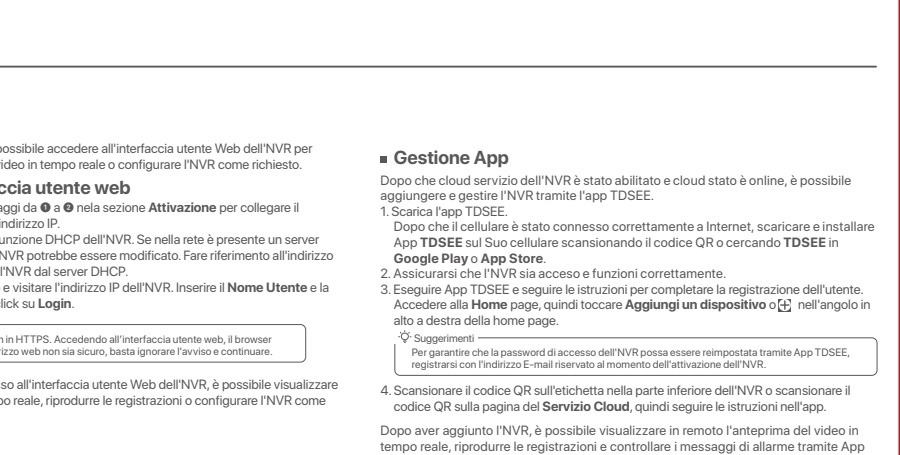 possibile accedere all'interfaccia utente Web dell'NVR per
video in tempo reale o configurare l'NVR come richiesto.
ccia utente web
aggi da ❶ a ❷ nela sezione Attivazione per collegare il
indirizzo IP.
unzione DHCP dell'NVR. Se nella rete è presente un server
NVR potrebbe essere modificato. Fare riferimento all'indirizzo
ll'NVR dal server DHCP.
e visitare l'indirizzo IP dell'NVR. Inserire il Nome Utente e la
click su Login.
n in HTTPS. Accedendo all'interfaccia utente web, il browser
rizzo web non sia sicuro, basta ignorare l'avviso e continuare.
so all'interfaccia utente Web dell'NVR, è possibile visualizzare
po reale, riprodurre le registrazioni o configurare l'NVR come
■ Gestione App
Dopo che cloud servizio dell'NVR è stato abilitato e cloud stato è online, è possibile
aggiungere e gestire l'NVR tramite l'app TDSEE.
1. Scarica l'app TDSEE.
Dopo che il cellulare è stato connesso correttamente a Internet, scaricare e installare
App TDSEE sul Suo cellulare scansionando il codice QR o cercando TDSEE in
Google Play o App Store.
2. Assicurarsi che l'NVR sia acceso e funzioni correttamente.
3. Eseguire App TDSEE e seguire le istruzioni per completare la registrazione dell'utente.
Accedere alla Home page, quindi toccare Aggiungi un dispositivo o [+] nell'angolo in
alto a destra della home page.
Suggerimenti
Per garantire che la password di accesso dell'NVR possa essere reimpostata tramite App TDSEE,
registrarsi con l'indirizzo E-mail riservato al momento dell'attivazione dell'NVR.
4. Scansionare il codice QR sull'etichetta nella parte inferiore dell'NVR o scansionare il
codice QR sulla pagina del Servizio Cloud, quindi seguire le istruzioni nell'app.
Dopo aver aggiunto l'NVR, è possibile visualizzare in remoto l'anteprima del video in
tempo reale, riprodurre le registrazioni e controllare i messaggi di allarme tramite App